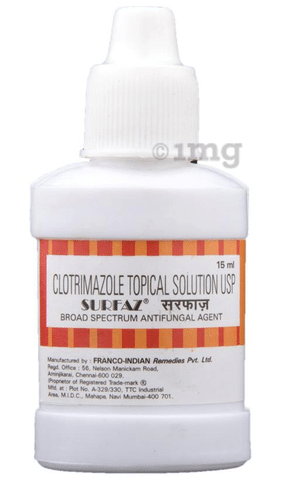 1mg
15 ml
CLOTRIMAZOLE TOPICAL SOLUTION USP
SURFAZ® सरफाज़
BROAD SPECTRUM ANTIFUNGAL AGENT
Manufactured by : FRANCO-INDIAN Remedies Pvt. Ltd.
Regd. Office : 56, Nelson Manickam Road,
Aminjikarai, Chennai-600 029.
Proprietor of Registered Trade-mark ®
Mfd. at : Plot No. A-329/330, TTC Industrial
Area, M.I.D.C., Mahape, Navi Mumbai-400 701.